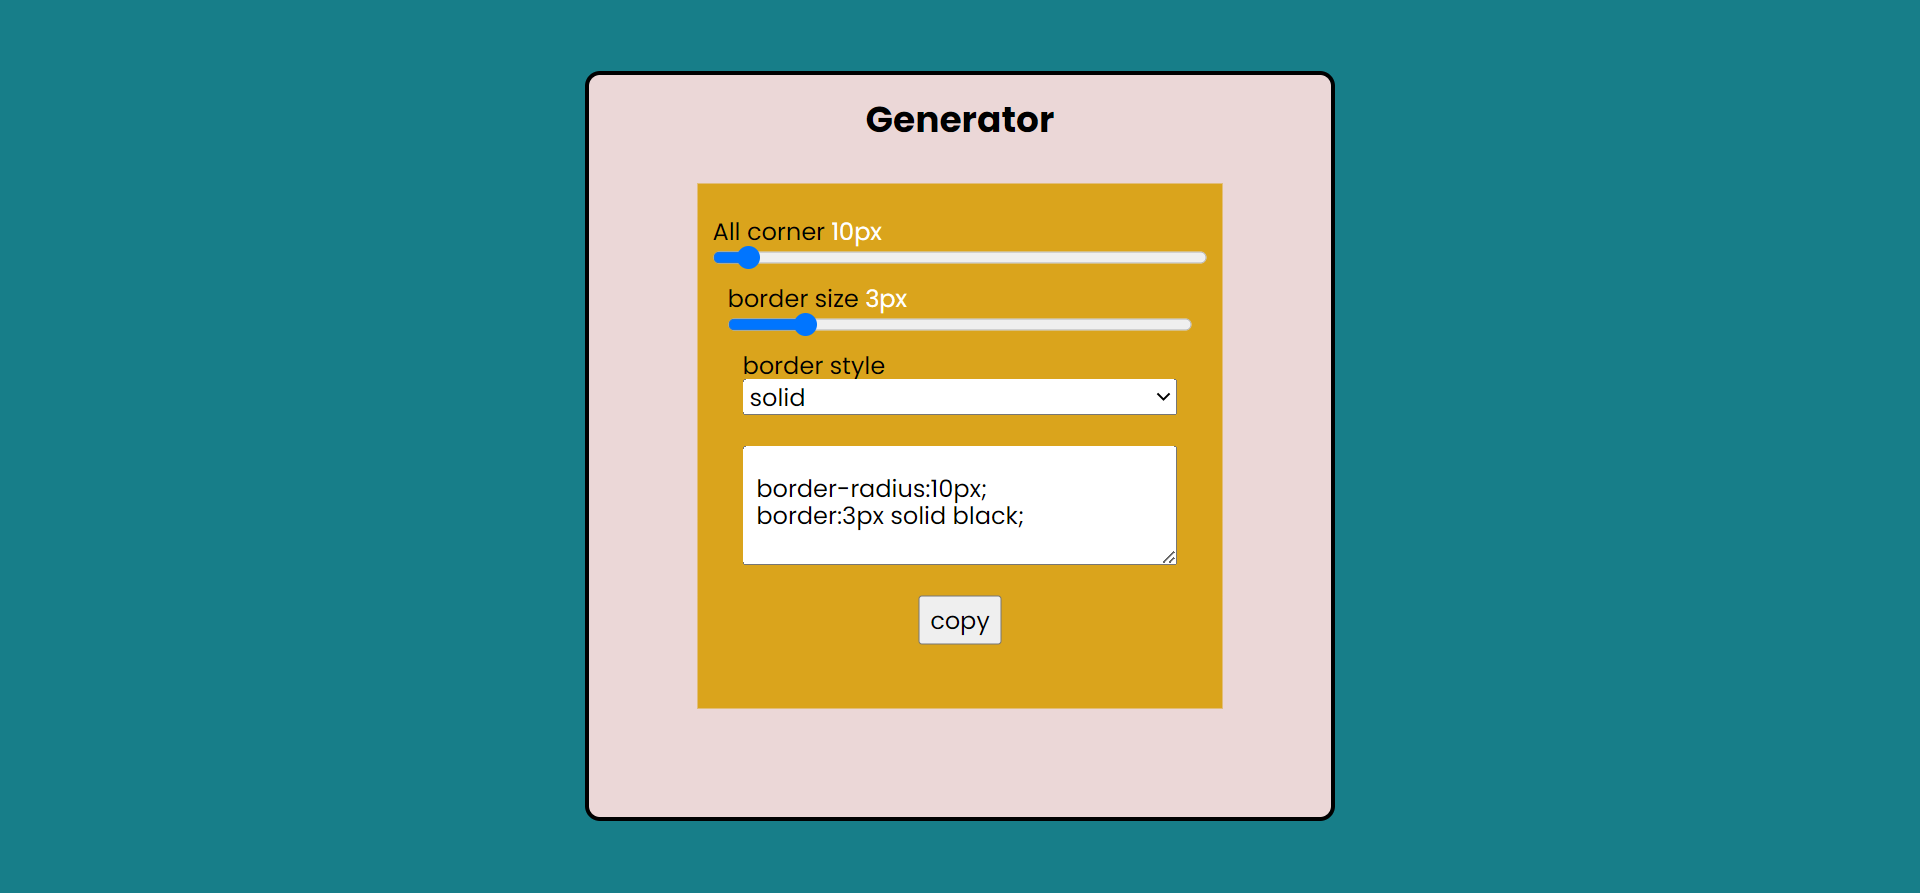 Generator
All corner 10px
border size 3px
border style
solid
border-radius:10px;
border:3px solid black;
copy